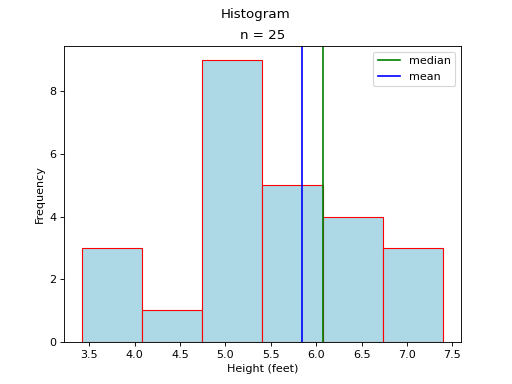 Histogram
n = 25
median
mean
8
6
4
2
0
Frequency
3.5 4.0 4.5 5.0 5.5 6.0 6.5 7.0 7.5
Height (feet)